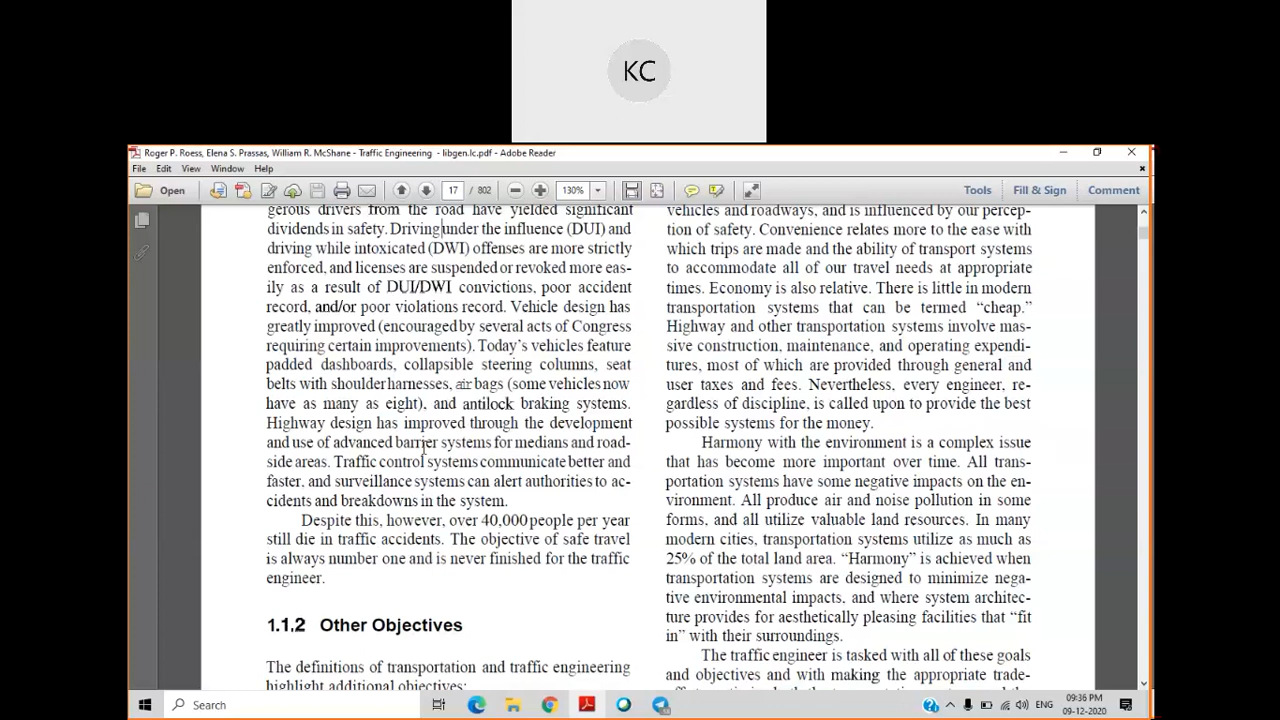 KC
Roger P. Roess, Elena S. Prassas, William R. McShane - Traffic Engineering - libgen.lc.pdf - Adobe Reader
File Edit View Window Help
Open 17 / 802 130% Tools Fill & Sign Comment
gerous drivers from the road have yielded significant
dividends in safety. Driving under the influence (DUI) and
driving while intoxicated (DWI) offenses are more strictly
enforced, and licenses are suspended or revoked more eas-
ily as a result of DUI/DWI convictions, poor accident
record, and/or poor violations record. Vehicle design has
greatly improved (encouraged by several acts of Congress
requiring certain improvements). Today's vehicles feature
padded dashboards, collapsible steering columns, seat
belts with shoulder harnesses, air bags (some vehicles now
have as many as eight), and antilock braking systems.
Highway design has improved through the development
and use of advanced barrier systems for medians and road-
side areas. Traffic control systems communicate better and
faster, and surveillance systems can alert authorities to ac-
cidents and breakdowns in the system.
Despite this, however, over 40,000 people per year
still die in traffic accidents. The objective of safe travel
is always number one and is never finished for the traffic
engineer.
1.1.2 Other Objectives
The definitions of transportation and traffic engineering
highlight additional objectives:
vehicles and roadways, and is influenced by our percep-
tion of safety. Convenience relates more to the ease with
which trips are made and the ability of transport systems
to accommodate all of our travel needs at appropriate
times. Economy is also relative. There is little in modern
transportation systems that can be termed “cheap.”
Highway and other transportation systems involve mas-
sive construction, maintenance, and operating expendi-
tures, most of which are provided through general and
user taxes and fees. Nevertheless, every engineer, re-
gardless of discipline, is called upon to provide the best
possible systems for the money.
Harmony with the environment is a complex issue
that has become more important over time. All trans-
portation systems have some negative impacts on the en-
vironment. All produce air and noise pollution in some
forms, and all utilize valuable land resources. In many
modern cities, transportation systems utilize as much as
25% of the total land area. “Harmony” is achieved when
transportation systems are designed to minimize nega-
tive environmental impacts, and where system architec-
ture provides for aesthetically pleasing facilities that “fit
in” with their surroundings.
The traffic engineer is tasked with all of these goals
and objectives and with making the appropriate trade-
Search
ENG
09:36 PM
09-12-2020